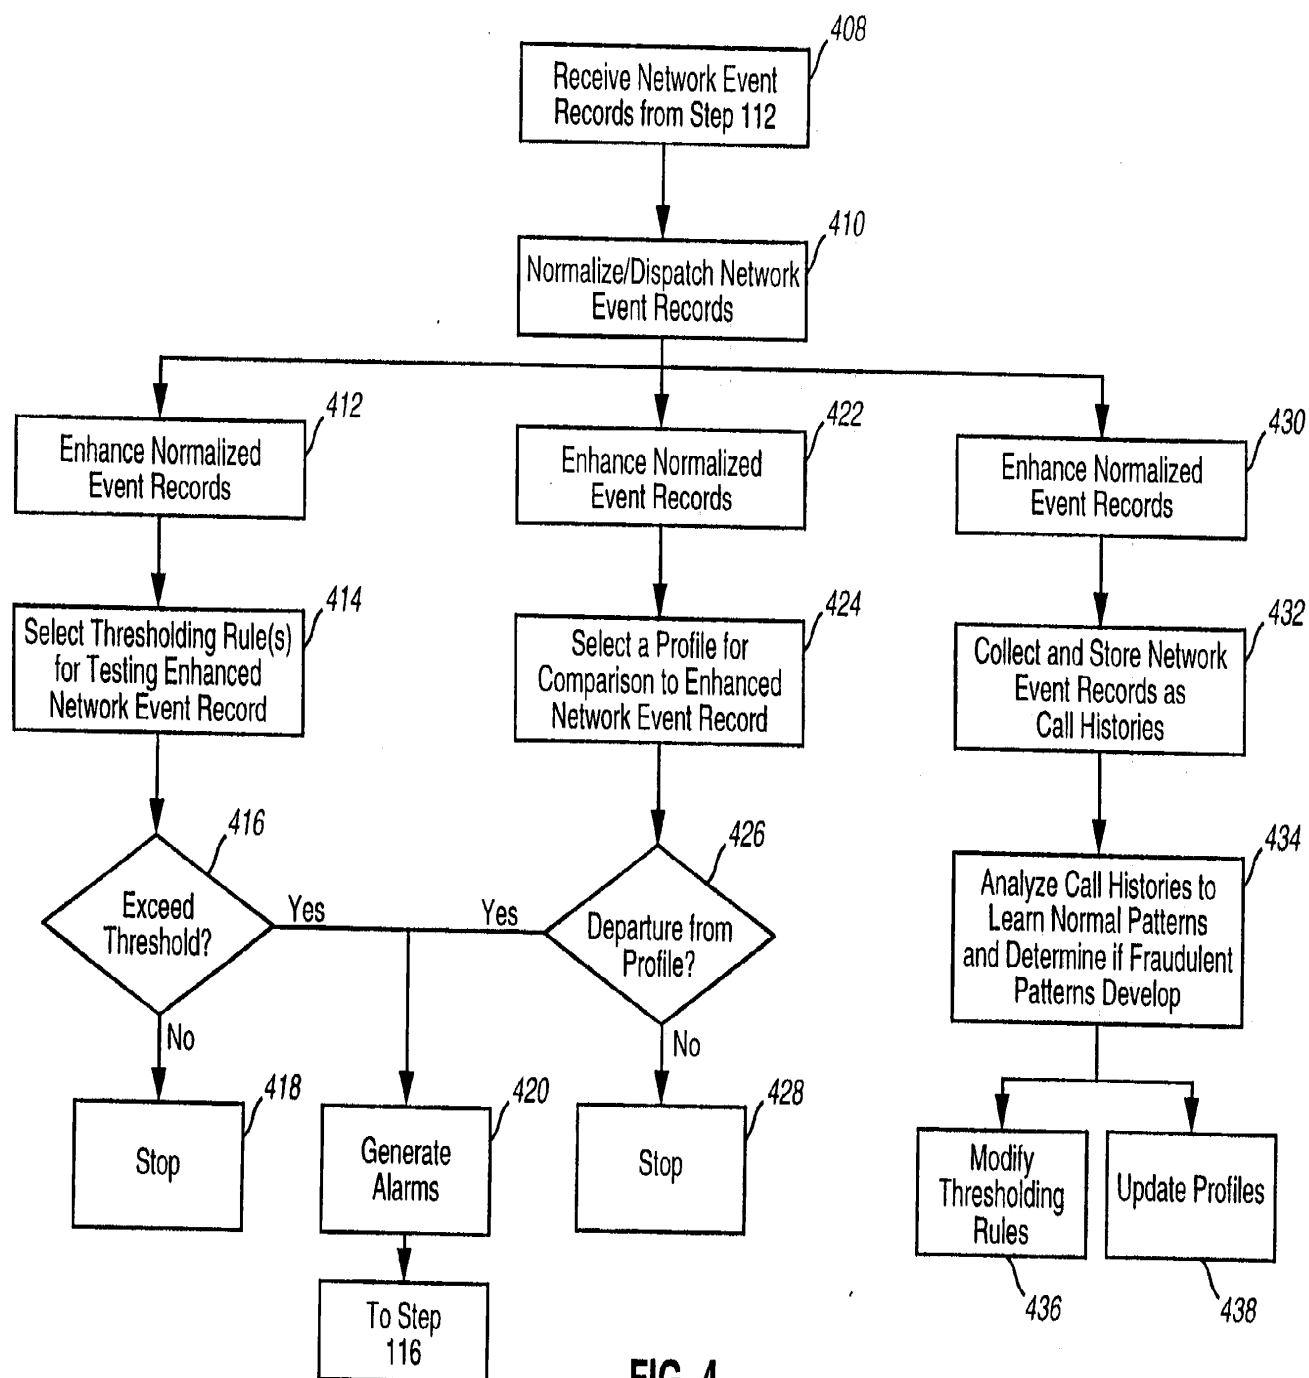 408
Receive Network Event
Records from Step 112
410
Normalize/Dispatch Network
Event Records
412
Enhance Normalized
Event Records
422
Enhance Normalized
Event Records
430
Enhance Normalized
Event Records
414
Select Thresholding Rule(s)
for Testing Enhanced
Network Event Record
424
Select a Profile for
Comparison to Enhanced
Network Event Record
432
Collect and Store Network
Event Records as
Call Histories
416
Exceed
Threshold?
Yes
Yes
426
Departure from
Profile?
434
Analyze Call Histories to
Learn Normal Patterns
and Determine if Fraudulent
Patterns Develop
No
No
418
Stop
420
Generate
Alarms
428
Stop
Modify
Thresholding
Rules
436
Update Profiles
438
To Step
116
FIG. 4